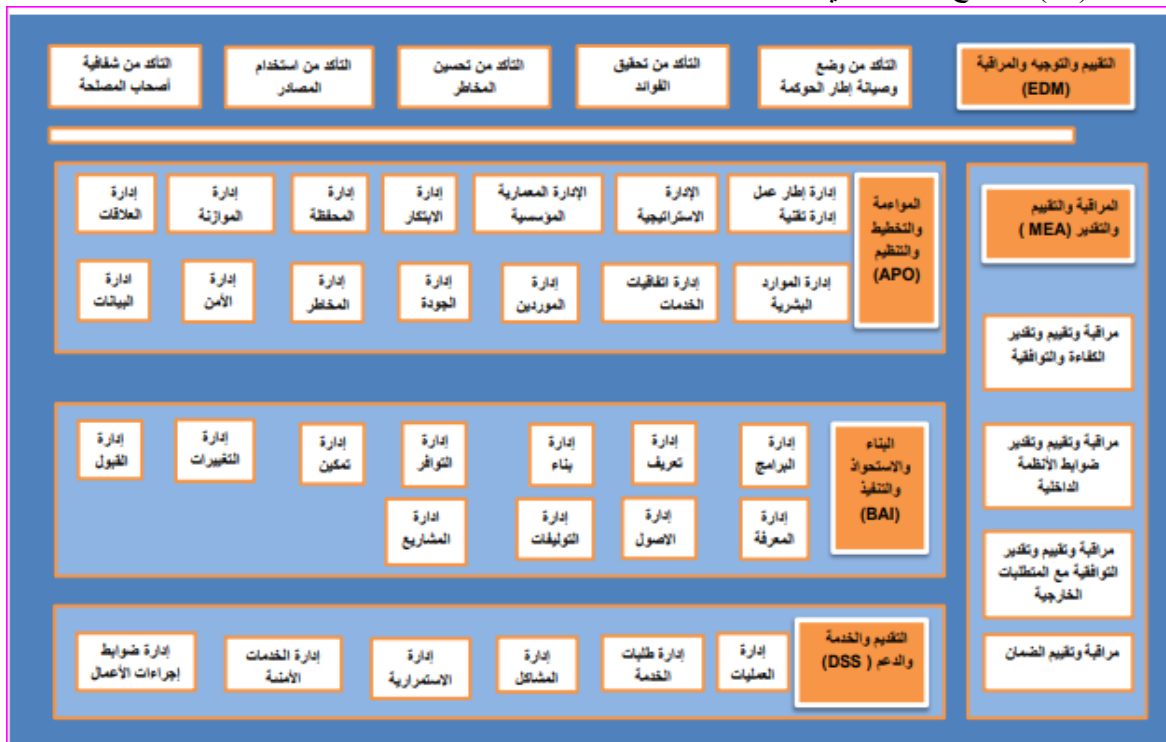 التقييم والتوجيه والمراقبة
(EDM)
التأكد من وضع
وصيانة إطار الحوكمة
التأكد من تحقيق
الفوائد
التأكد من تحسين
المخاطر
التأكد من استخدام
المصادر
التأكد من شفافية
أصحاب المصلحة
المواءمة
والتخطيط
والتنظيم
(APO)
إدارة إطار عمل
إدارة تقنية
الإدارة
الاستراتيجية
الإدارة المعمارية
المؤسسية
إدارة
الابتكار
إدارة
المحفظة
إدارة
الموازنة
إدارة
العلاقات
إدارة الموارد
البشرية
إدارة اتفاقيات
الخدمات
إدارة
الموردين
إدارة
الجودة
إدارة
المخاطر
إدارة
الأمن
ادارة
البيانات
البناء
والاستحواذ
والتنفيذ
(BAI)
إدارة
البرامج
إدارة
تعريف
إدارة
بناء
إدارة
التوافر
إدارة
تمكين
إدارة
التغييرات
إدارة
القبول
إدارة
المعرفة
إدارة
الاصول
إدارة
التوليفات
ادارة
المشاريع
التقديم والخدمة
والدعم ( DSS)
إدارة
العمليات
إدارة طلبات
الخدمة
إدارة
المشاكل
إدارة
الاستمرارية
إدارة الخدمات
الأمنية
إدارة ضوابط
إجراءات الأعمال
المراقبة والتقييم
والتقدير (MEA )
مراقبة وتقييم وتقدير
الكفاءة والتوافقية
مراقبة وتقييم وتقدير
ضوابط الأنظمة
الداخلية
مراقبة وتقييم وتقدير
التوافقية مع المتطلبات
الخارجية
مراقبة وتقييم الضمان